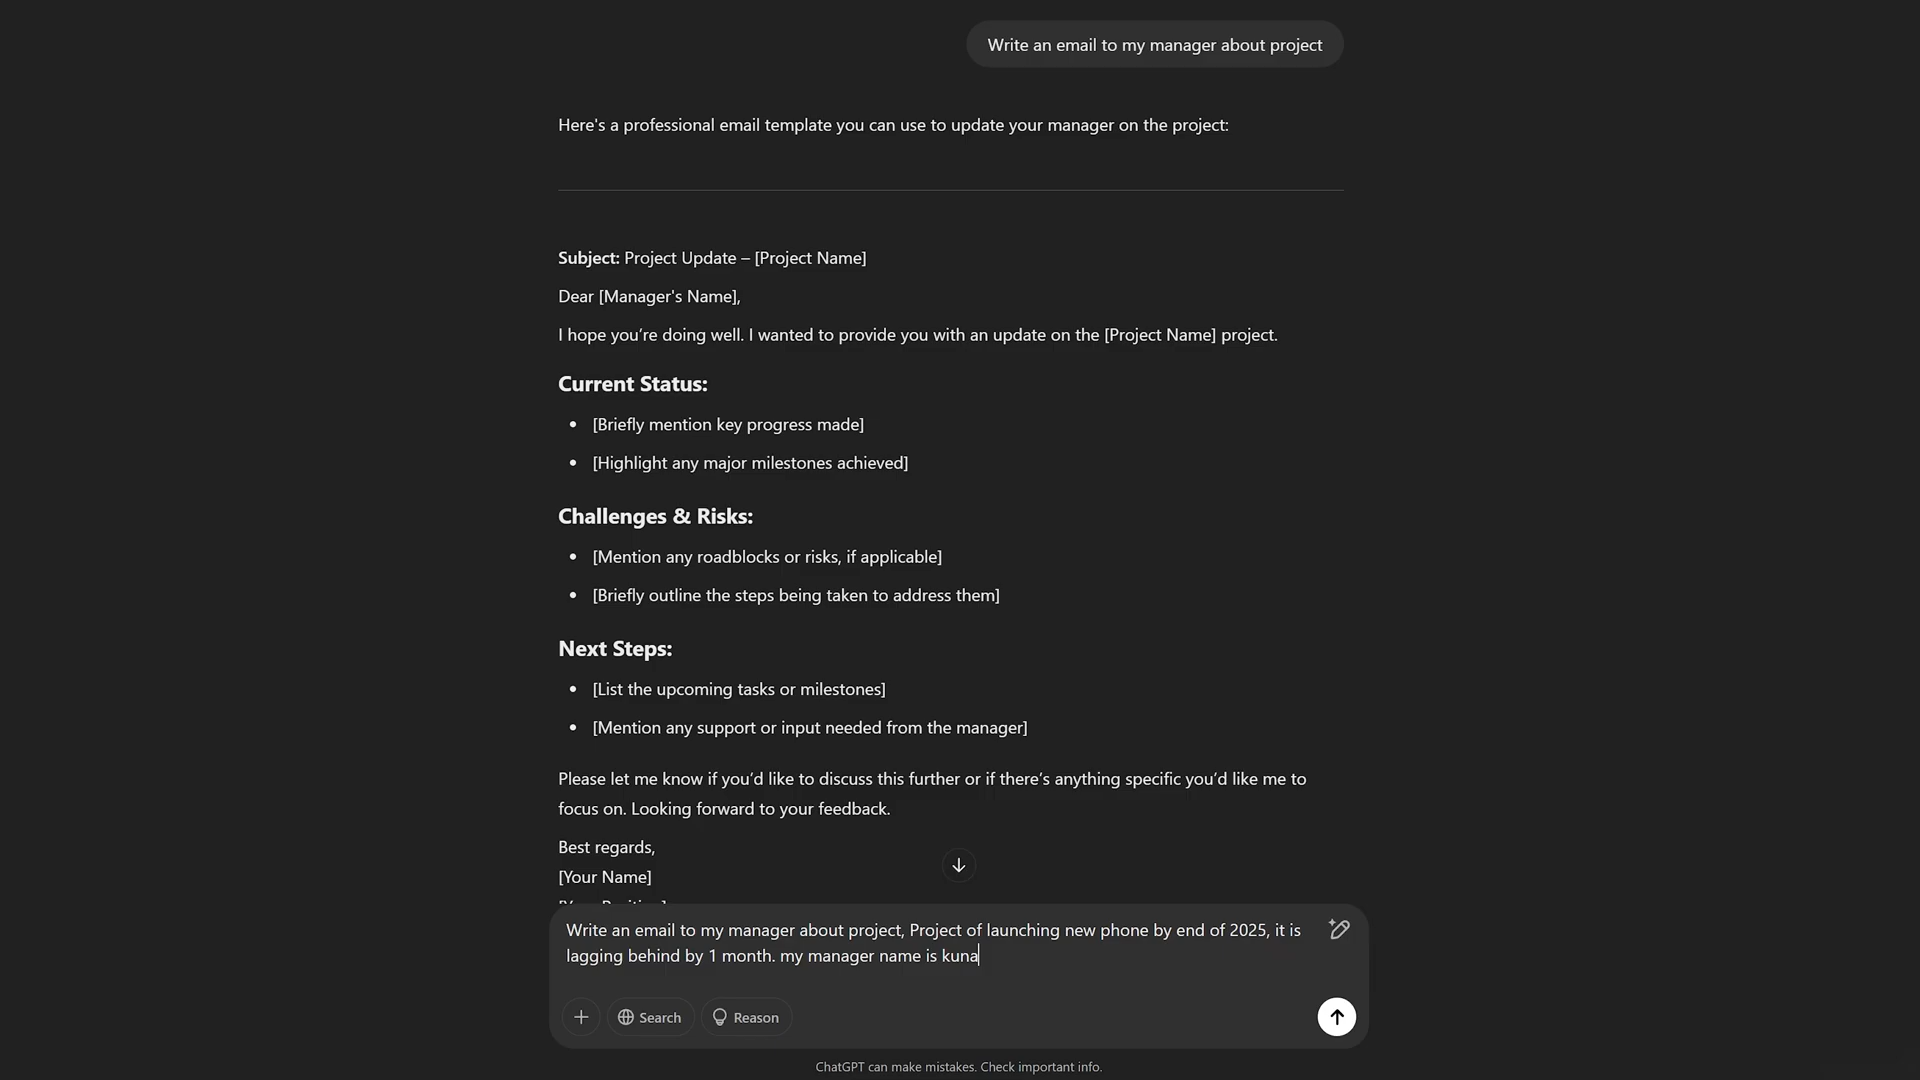 Write an email to my manager about project
Here's a professional email template you can use to update your manager on the project:
Subject: Project Update – [Project Name]
Dear [Manager's Name],
I hope you’re doing well. I wanted to provide you with an update on the [Project Name] project.
Current Status:
• [Briefly mention key progress made]
• [Highlight any major milestones achieved]
Challenges & Risks:
• [Mention any roadblocks or risks, if applicable]
• [Briefly outline the steps being taken to address them]
Next Steps:
• [List the upcoming tasks or milestones]
• [Mention any support or input needed from the manager]
Please let me know if you’d like to discuss this further or if there’s anything specific you’d like me to
focus on. Looking forward to your feedback.
Best regards,
[Your Name]
Write an email to my manager about project, Project of launching new phone by end of 2025, it is
lagging behind by 1 month. my manager name is kuna
Search
Reason
ChatGPT can make mistakes. Check important info.